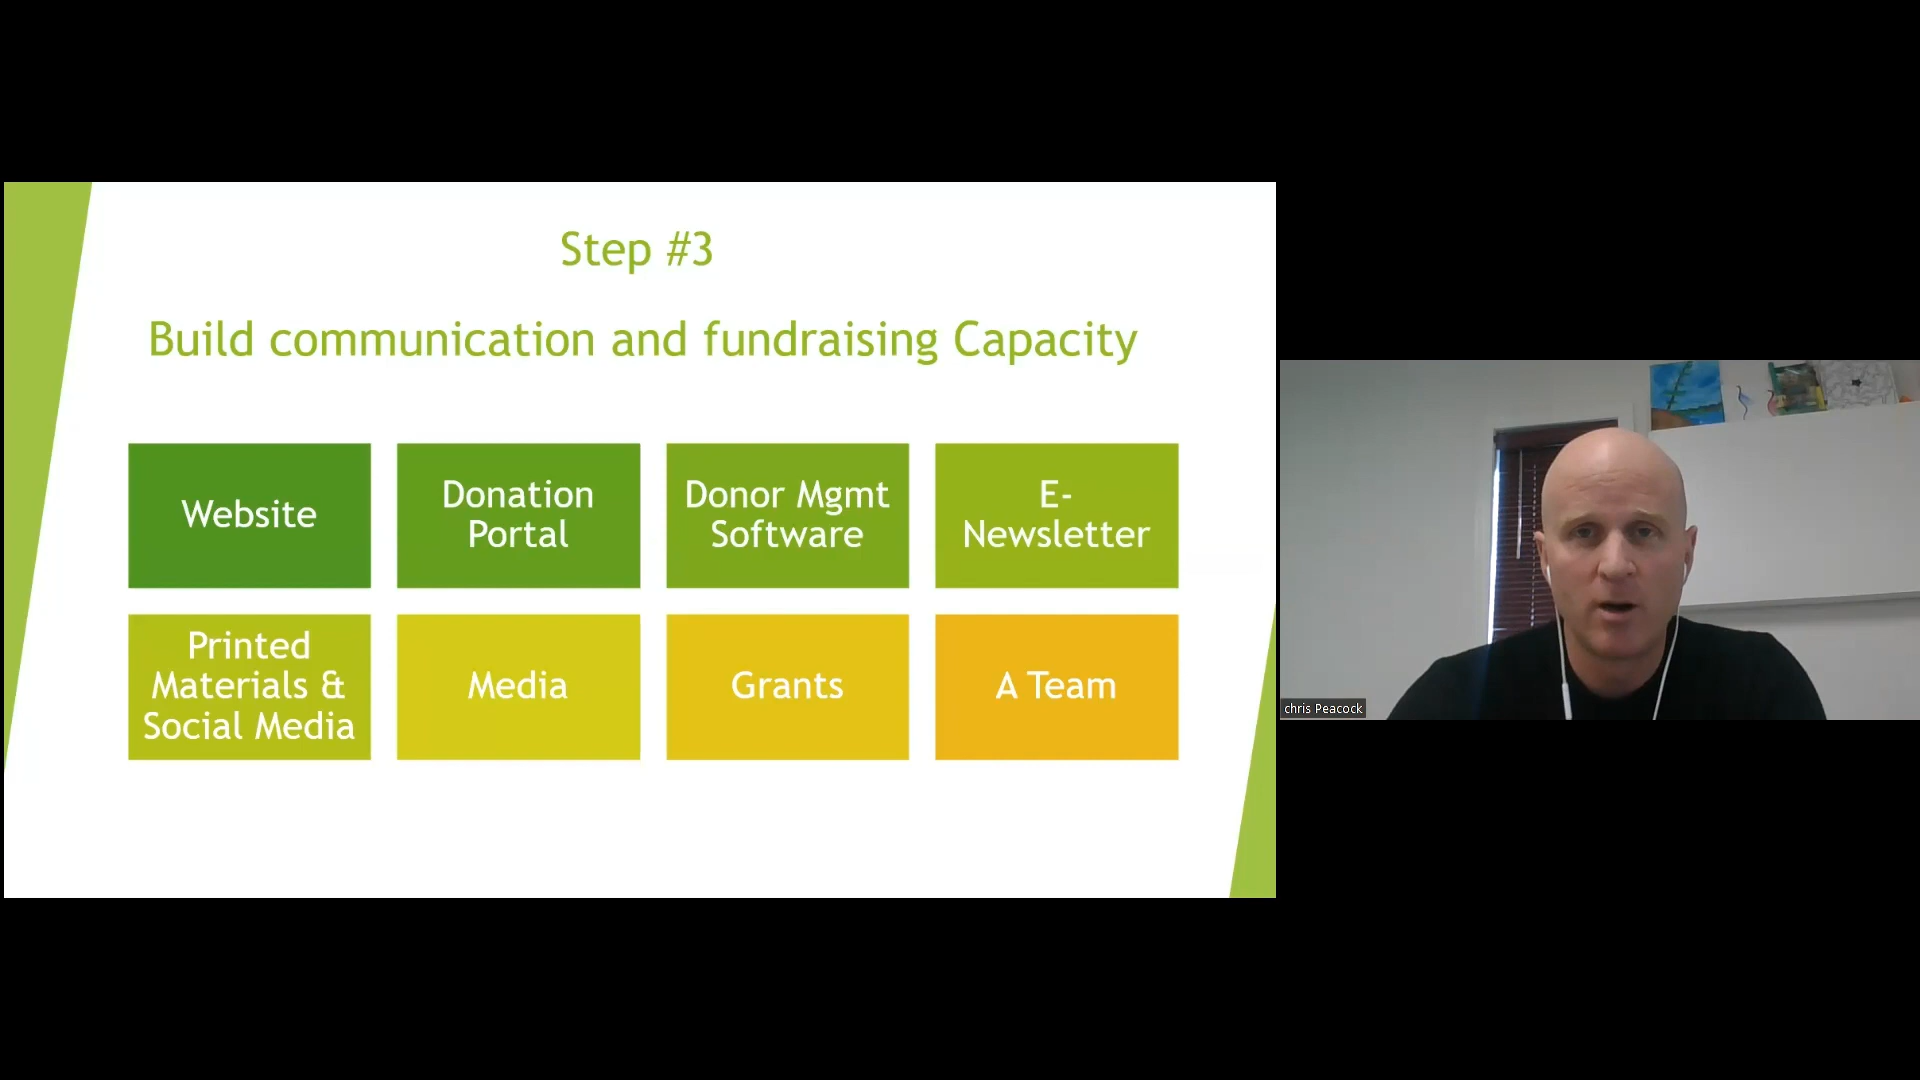 Step #3
Build communication and fundraising Capacity
Website
Donation
Portal
Donor Mgmt
Software
E-
Newsletter
Printed
Materials &
Social Media
Media
Grants
A Team
chris Peacock